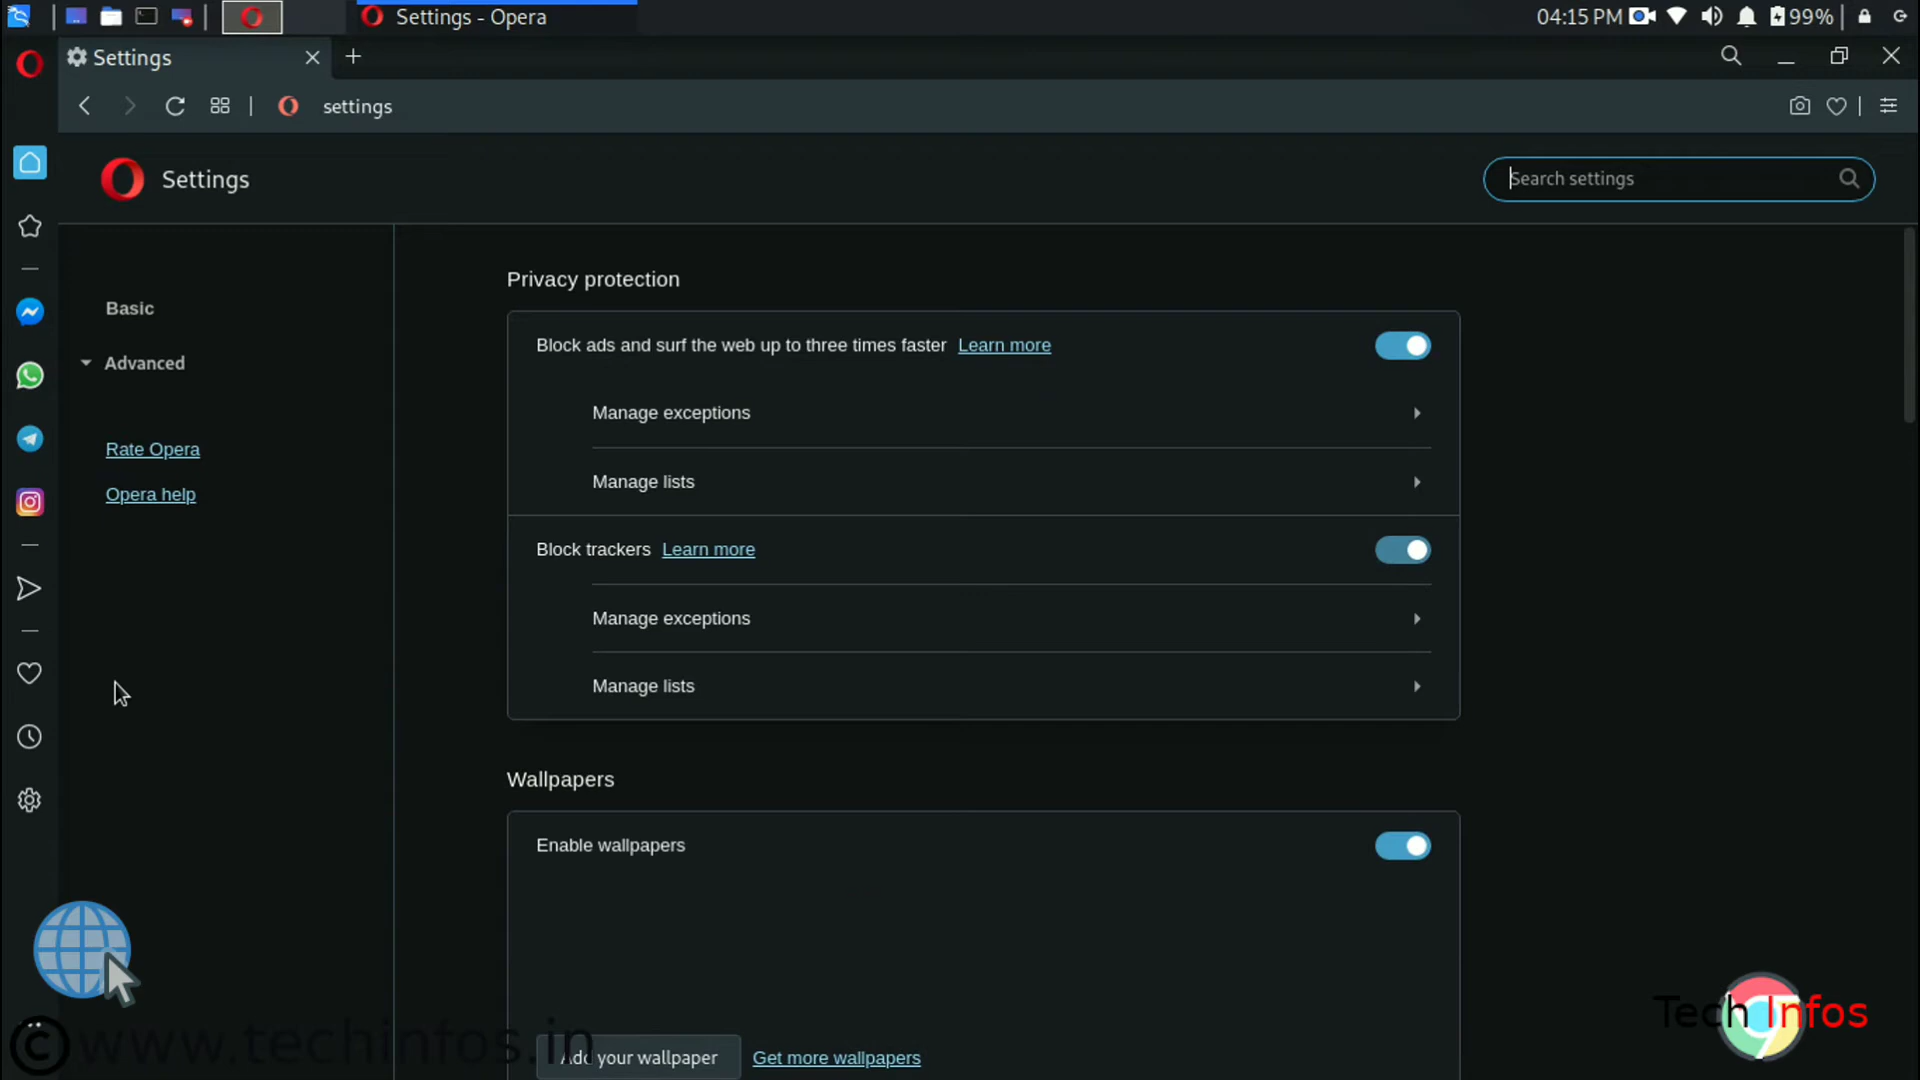 Settings - Opera
04:15 PM
99%
Settings
settings
Settings
Search settings
Basic
Advanced
Rate Opera
Opera help
Privacy protection
Block ads and surf the web up to three times faster Learn more
Manage exceptions
Manage lists
Block trackers Learn more
Manage exceptions
Manage lists
Wallpapers
Enable wallpapers
Add your wallpaper
Get more wallpapers
© www.techinfos.in
Tech Infos